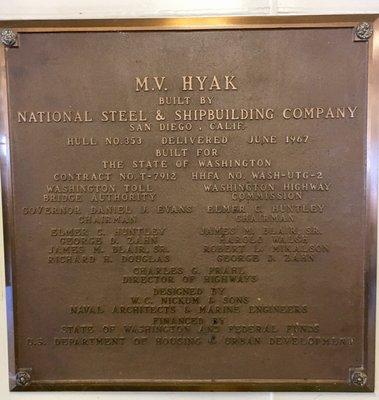 M.V. HYAK
BUILT BY
NATIONAL STEEL & SHIPBUILDING COMPANY
SAN DIEGO , CALIF.
HULL NO. 353 DELIVERED JUNE 1967
BUILT FOR
THE STATE OF WASHINGTON
CONTRACT NO. T-7912 HHFA NO. WASH-UTG-2
WASHINGTON TOLL WASHINGTON HIGHWAY
BRIDGE AUTHORITY COMMISSION
GOVERNOR DANIEL J. EVANS ELMER C. HUNTLEY
CHAIRMAN CHAIRMAN
ELMER C. HUNTLEY JAMES M. BLAIR, SR.
GEORGE D. ZAHN HAROLD WALSH
JAMES M. BLAIR, SR. ROBERT L. MIKALSON
RICHARD H. DOUGLAS GEORGE D. ZAHN
CHARLES G. PRAHL
DIRECTOR OF HIGHWAYS
DESIGNED BY
W.C. NICKUM & SONS
NAVAL ARCHITECTS & MARINE ENGINEERS
FINANCED BY
STATE OF WASHINGTON AND FEDERAL FUNDS
U.S. DEPARTMENT OF HOUSING & URBAN DEVELOPMENT